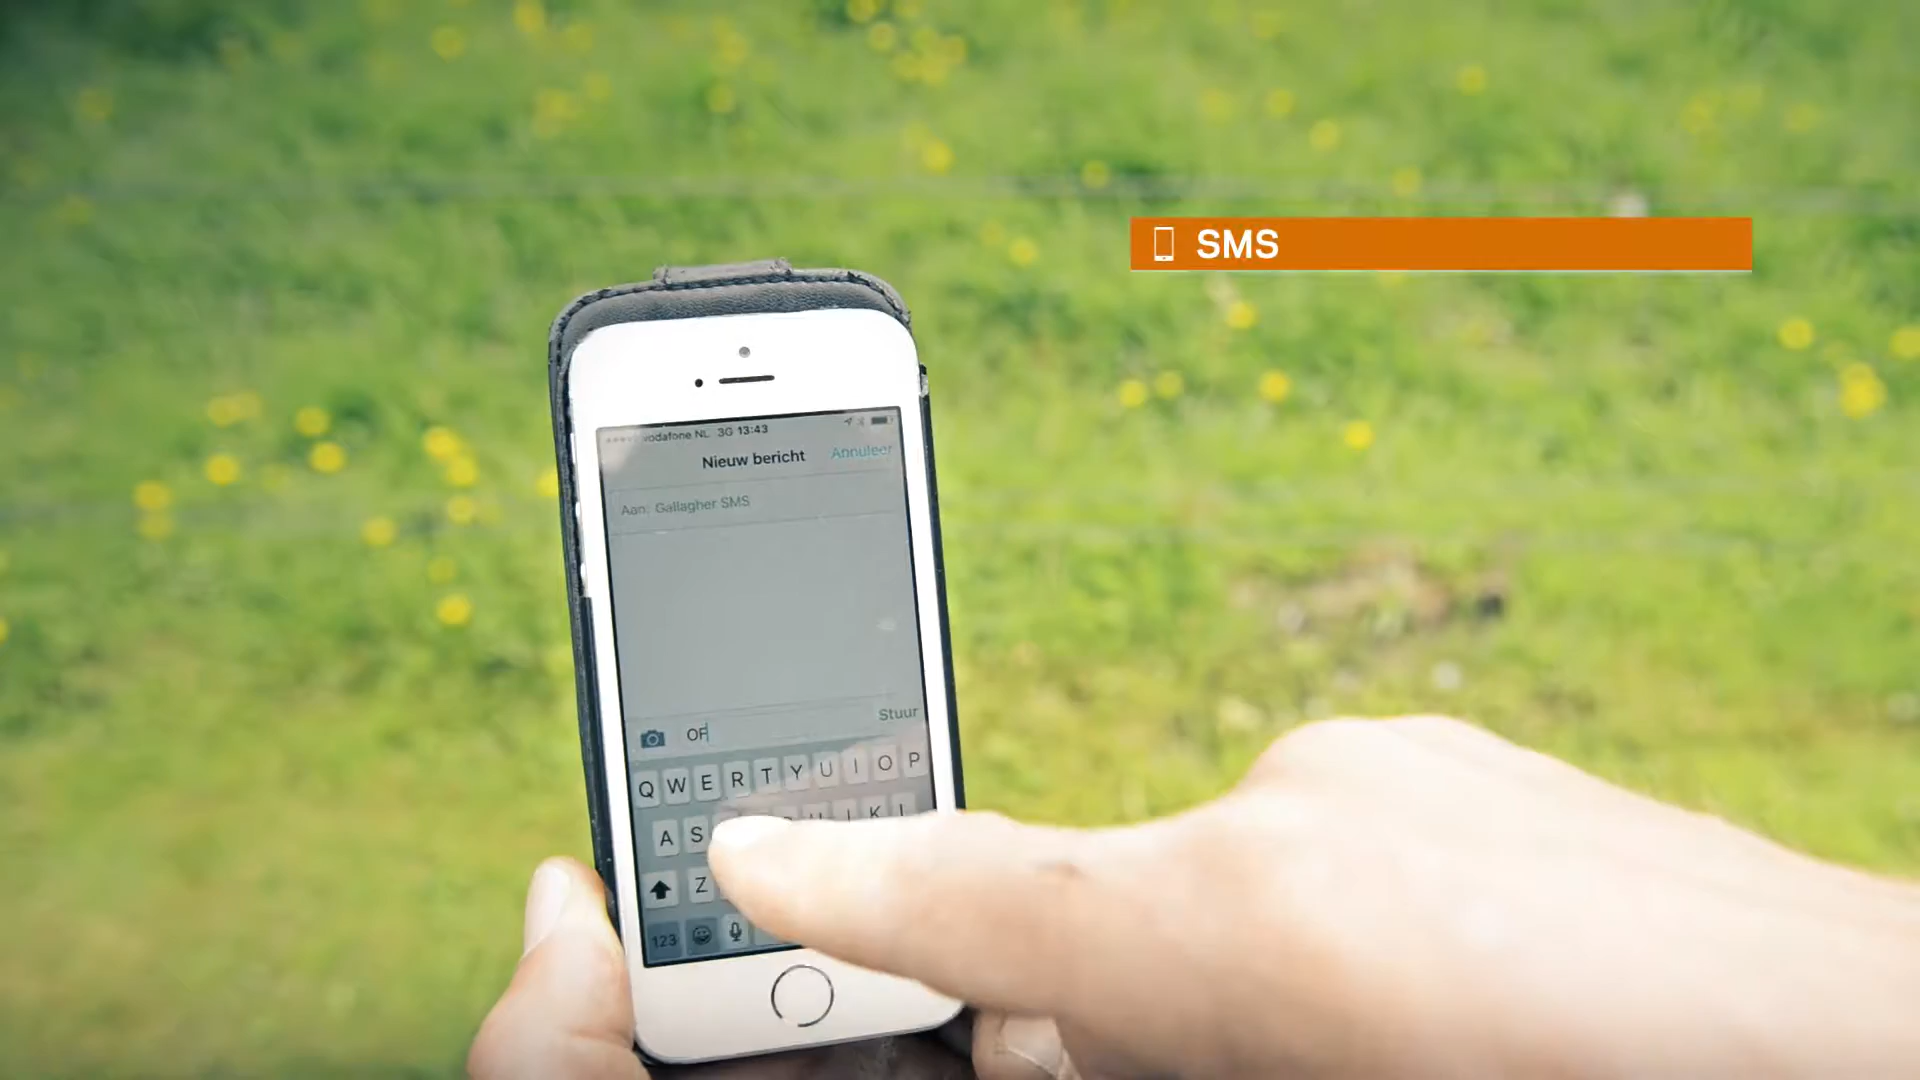 SMS
vodafone NL 3G 13:43
Nieuw bericht Annuleer
Aan: Gallagher SMS
Stuur
OF
Q W E R T Y U I O P
A S J K L
Z
123